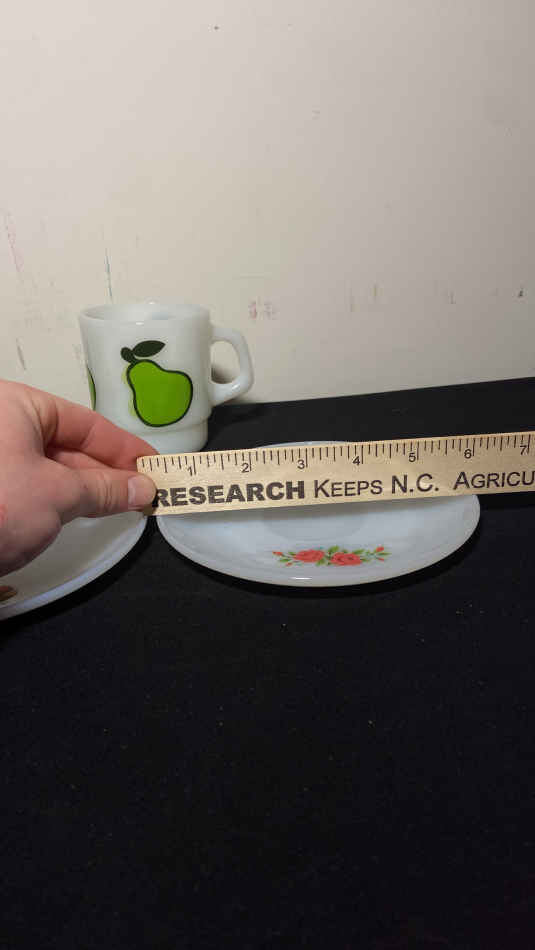 1 2 3 4 5 6 7
RESEARCH KEEPS N.C. AGRICU